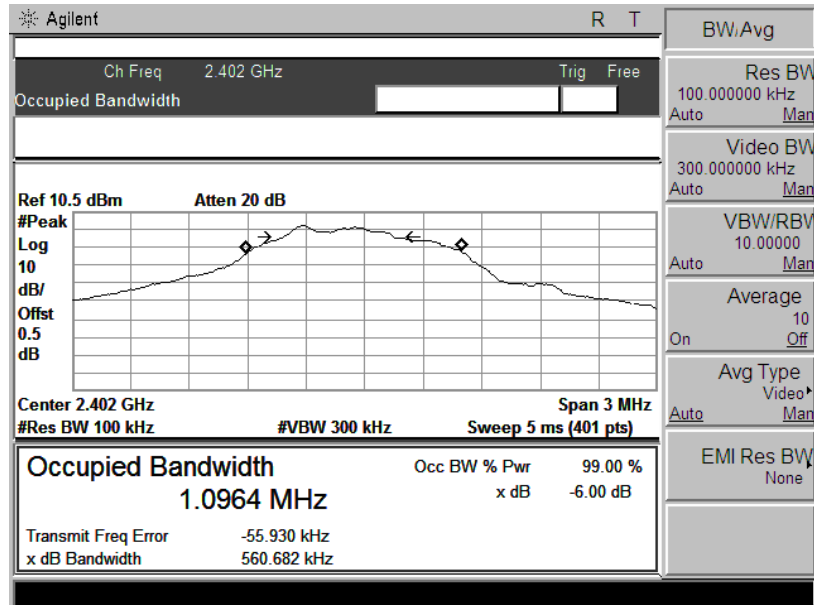 Agilent R T
Ch Freq 2.402 GHz Trig Free
Occupied Bandwidth
Ref 10.5 dBm Atten 20 dB
#Peak
Log
10
dB/
Offst
0.5
dB
Center 2.402 GHz Span 3 MHz
#Res BW 100 kHz #VBW 300 kHz Sweep 5 ms (401 pts)
Occupied Bandwidth
1.0964 MHz
Occ BW % Pwr 99.00 %
x dB -6.00 dB
Transmit Freq Error -55.930 kHz
x dB Bandwidth 560.682 kHz
BW/Avg
Res BW
100.000000 kHz
Auto Man
Video BW
300.000000 kHz
Auto Man
VBW/RBW
10.00000
Auto Man
Average
10
On Off
Avg Type
Video
Auto Man
EMI Res BW
None